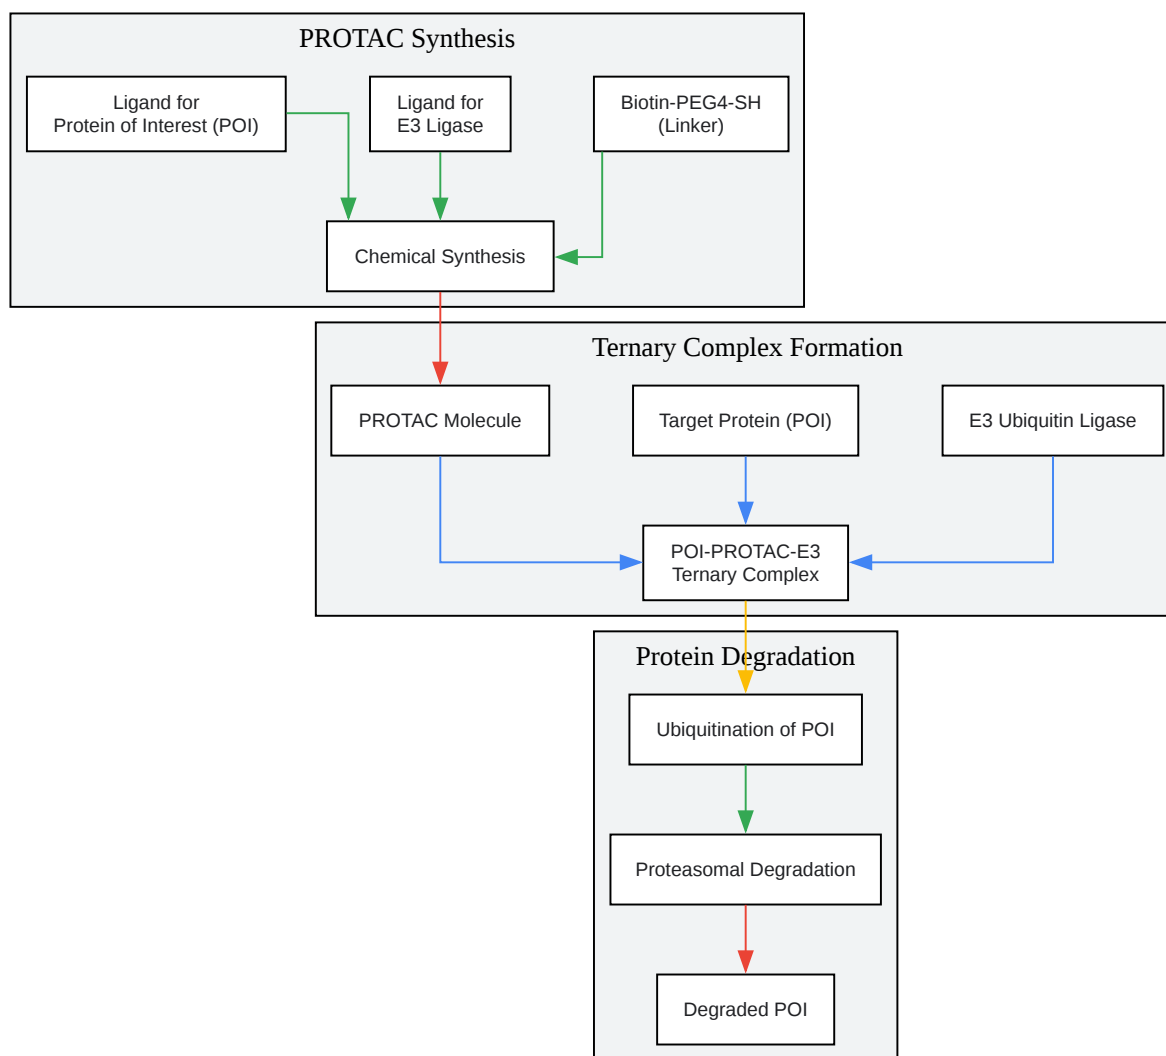 PROTAC Synthesis
Ligand for
Protein of Interest (POI)
Ligand for
E3 Ligase
Biotin-PEG4-SH
(Linker)
Chemical Synthesis
Ternary Complex Formation
PROTAC Molecule
Target Protein (POI)
E3 Ubiquitin Ligase
POI-PROTAC-E3
Ternary Complex
Protein Degradation
Ubiquitination of POI
Proteasomal Degradation
Degraded POI